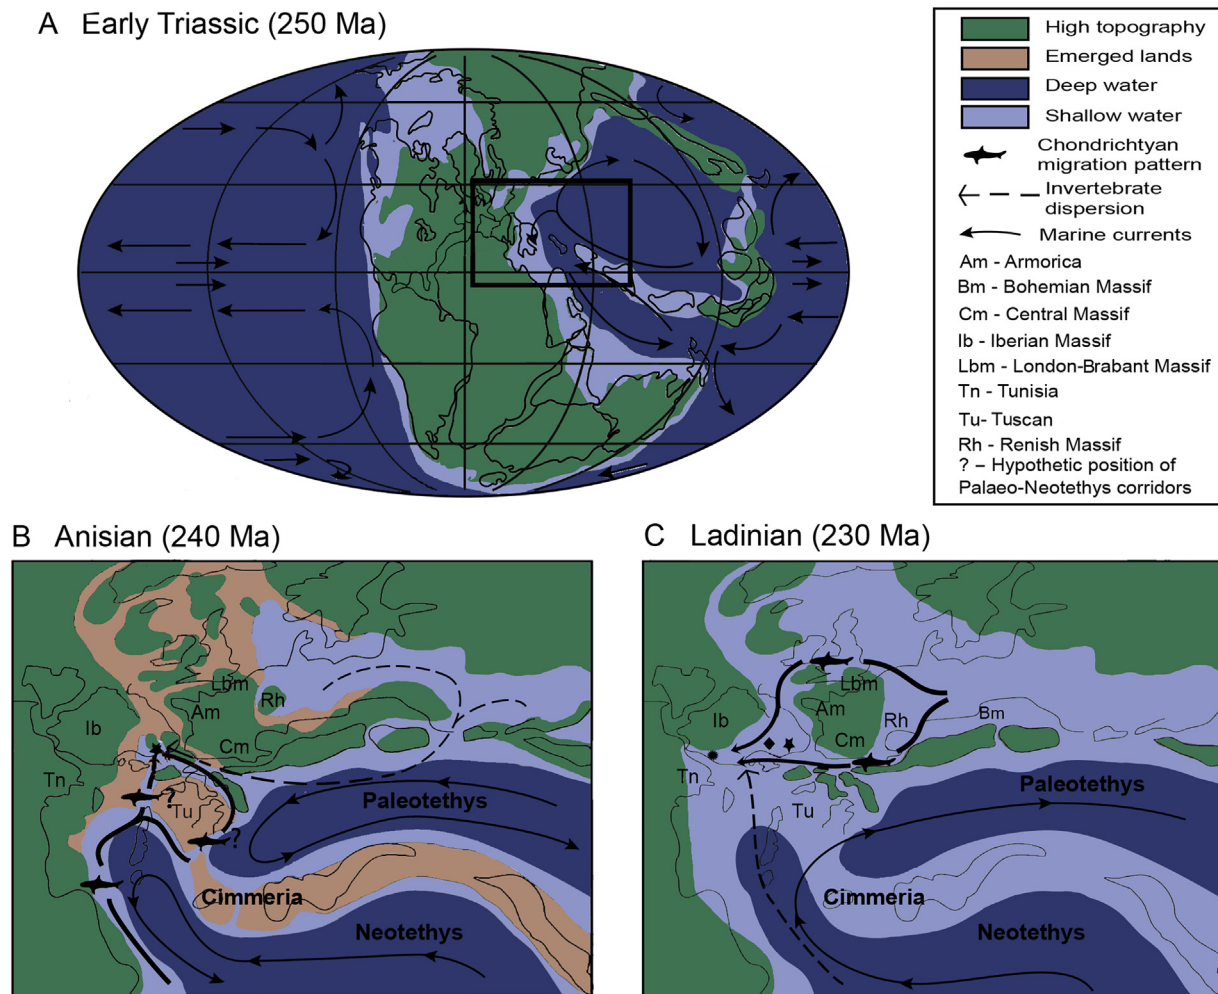 A Early Triassic (250 Ma)
High topography
Emerged lands
Deep water
Shallow water
Chondrichtyan
migration pattern
Invertebrate
dispersion
Marine currents
Am - Armorica
Bm - Bohemian Massif
Cm - Central Massif
Ib - Iberian Massif
Lbm - London-Brabant Massif
Tn - Tunisia
Tu- Tuscan
Rh - Renish Massif
? – Hypothetic position of
Palaeo-Neotethys corridors
B Anisian (240 Ma)
Lbm
Rh
Am
Ib
Cm
Tn
?
Tu
Paleotethys
?
Cimmeria
Neotethys
C Ladinian (230 Ma)
Lbm
Am
Ib
Rh
Bm
Cm
Tn
Paleotethys
Tu
Cimmeria
Neotethys